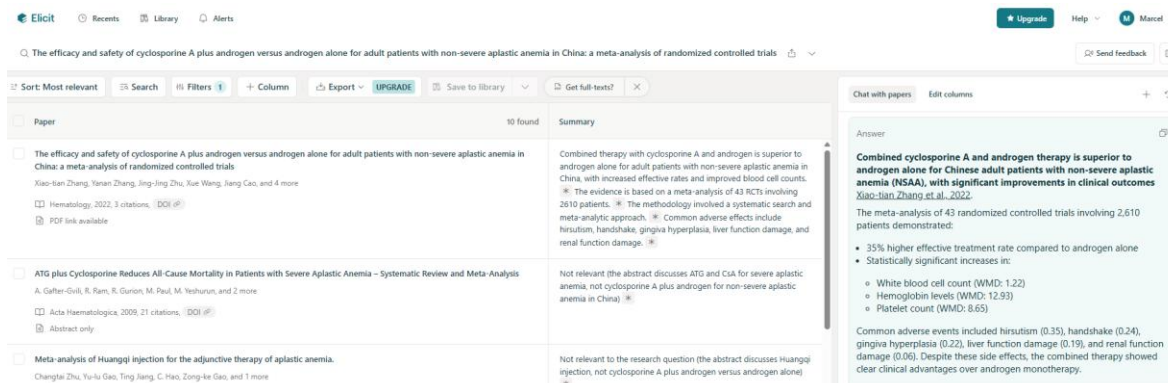 Elicit Recents Library Alerts Upgrade Help M Marcel
The efficacy and safety of cyclosporine A plus androgen versus androgen alone for adult patients with non-severe aplastic anemia in China: a meta-analysis of randomized controlled trials Send feedback
Sort: Most relevant Search Filters 1 + Column Export UPGRADE Save to library Get full-texts? ×
Paper 10 found Summary
The efficacy and safety of cyclosporine A plus androgen versus androgen alone for adult patients with non-severe aplastic anemia in
China: a meta-analysis of randomized controlled trials
Xiao-tian Zhang, Yanan Zhang, Jing-Jing Zhu, Xue Wang, Jiang Cao, and 4 more
Hematology, 2022, 3 citations, DOI
PDF link available
Combined therapy with cyclosporine A and androgen is superior to
androgen alone for adult patients with non-severe aplastic anemia in
China, with increased effective rates and improved blood cell counts.
* The evidence is based on a meta-analysis of 43 RCTs involving
2610 patients. * The methodology involved a systematic search and
meta-analytic approach. * Common adverse effects include
hirsutism, handshake, gingiva hyperplasia, liver function damage, and
renal function damage. *
ATG plus Cyclosporine Reduces All-Cause Mortality in Patients with Severe Aplastic Anemia – Systematic Review and Meta-Analysis
A. Gafter-Gvili, R. Ram, R. Gurion, M. Paul, M. Yeshurun, and 2 more
Acta Haematologica, 2009, 21 citations, DOI
Abstract only
Not relevant (the abstract discusses ATG and CsA for severe aplastic
anemia, not cyclosporine A plus androgen for non-severe aplastic
anemia in China) *
Meta-analysis of Huangqi injection for the adjunctive therapy of aplastic anemia.
Changtai Zhu, Yu-lu Gao, Ting Jiang, C. Hao, Zong-ke Gao, and 1 more
Not relevant to the research question (the abstract discusses Huangqi
injection, not cyclosporine A plus androgen versus androgen alone)
Chat with papers Edit columns +
Answer
Combined cyclosporine A and androgen therapy is superior to
androgen alone for Chinese adult patients with non-severe aplastic
anemia (NSAA), with significant improvements in clinical outcomes
Xiao-tian Zhang et al., 2022.
The meta-analysis of 43 randomized controlled trials involving 2,610
patients demonstrated:
• 35% higher effective treatment rate compared to androgen alone
• Statistically significant increases in:
○ White blood cell count (WMD: 1.22)
○ Hemoglobin levels (WMD: 12.93)
○ Platelet count (WMD: 8.65)
Common adverse events included hirsutism (0.35), handshake (0.24),
gingiva hyperplasia (0.22), liver function damage (0.19), and renal function
damage (0.06). Despite these side effects, the combined therapy showed
clear clinical advantages over androgen monotherapy.